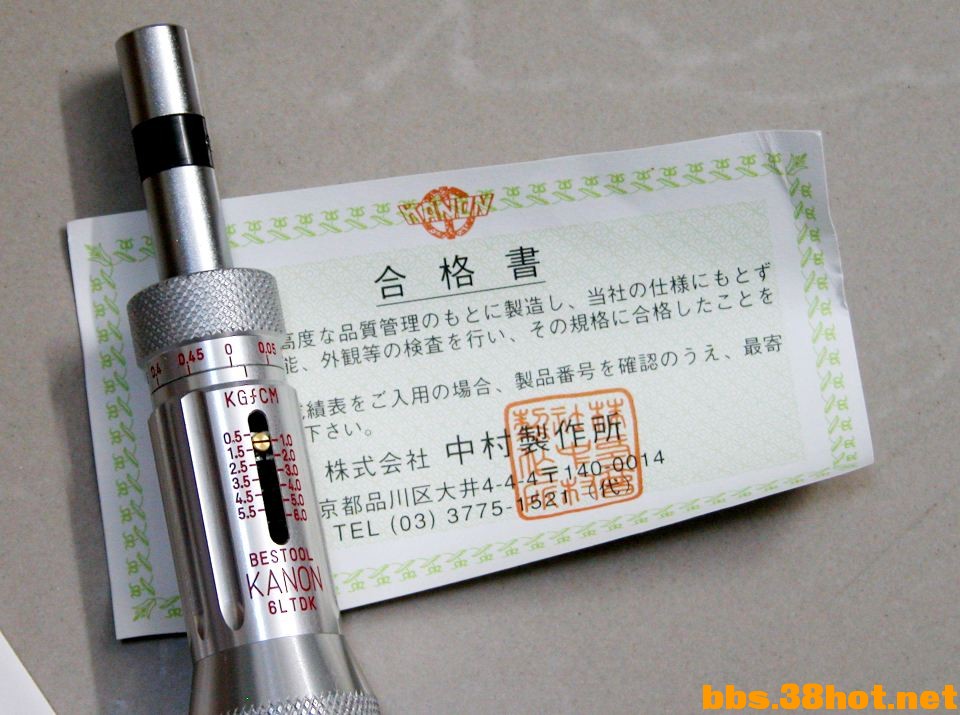 KANON
合格書
高度な品質管理のもとに製造し、当社の仕様にもとず
能、外観等の検査を行い、その規格に合格したことを
績表をご入用の場合、製品番号を確認のうえ、最寄
下さい。
株式会社 中村製作所
京都品川区大井4-4-4〒140-0014
TEL (03) 3775-1521 (代)
0.4 0.45 0 0.05
KGfCM
0.5 1.0
1.5 2.0
2.5 3.0
3.5 4.0
4.5 5.0
5.5 6.0
BESTOOL
KANON
6LTDK
bbs.38hot.net